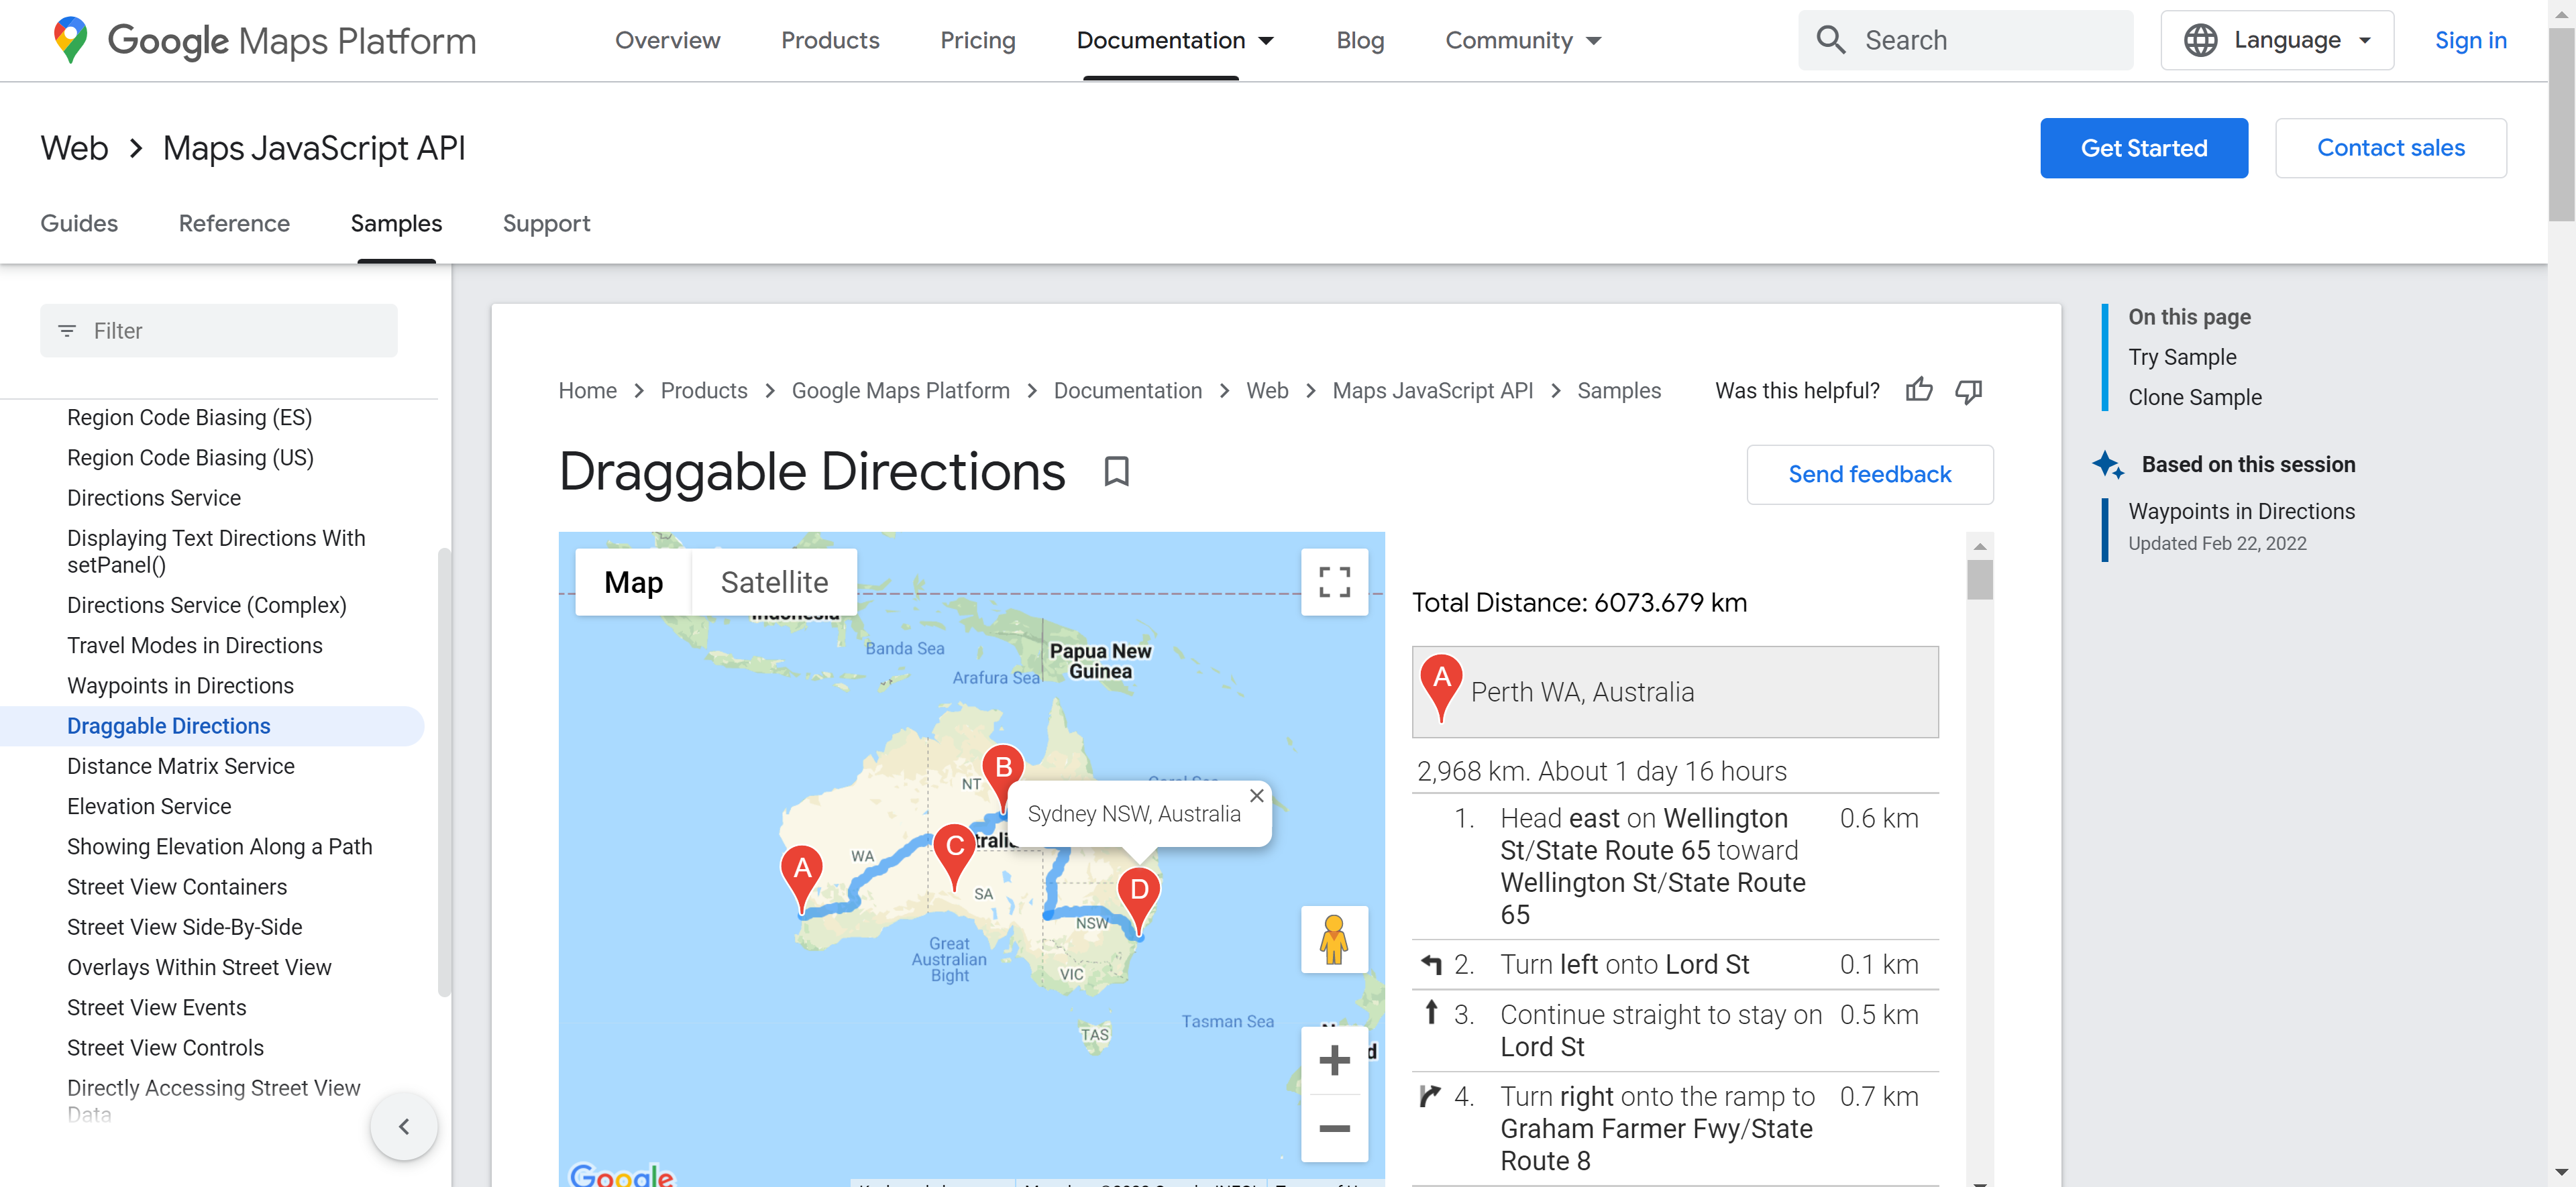 Google Maps Platform
Overview
Products
Pricing
Documentation
Blog
Community
Search
Language
Sign in
Web
Maps JavaScript API
Get Started
Contact sales
Guides
Reference
Samples
Support
Filter
Region Code Biasing (ES)
Region Code Biasing (US)
Directions Service
Displaying Text Directions With
setPanel()
Directions Service (Complex)
Travel Modes in Directions
Waypoints in Directions
Draggable Directions
Distance Matrix Service
Elevation Service
Showing Elevation Along a Path
Street View Containers
Street View Side-By-Side
Overlays Within Street View
Street View Events
Street View Controls
Directly Accessing Street View
Data
Home
Products
Google Maps Platform
Documentation
Web
Maps JavaScript API
Samples
Was this helpful?
Draggable Directions
Send feedback
Map
Satellite
Indonesia
Banda Sea
Arafura Sea
Papua New
Guinea
Coral Sea
NT
B
Sydney NSW, Australia
C
A
WA
SA
D
NSW
Great
Australian
Bight
VIC
Tasman Sea
TAS
Google
Total Distance: 6073.679 km
A
Perth WA, Australia
2,968 km. About 1 day 16 hours
1. Head east on Wellington 0.6 km
St/State Route 65 toward
Wellington St/State Route
65
2. Turn left onto Lord St 0.1 km
3. Continue straight to stay on 0.5 km
Lord St
4. Turn right onto the ramp to 0.7 km
Graham Farmer Fwy/State
Route 8
On this page
Try Sample
Clone Sample
Based on this session
Waypoints in Directions
Updated Feb 22, 2022